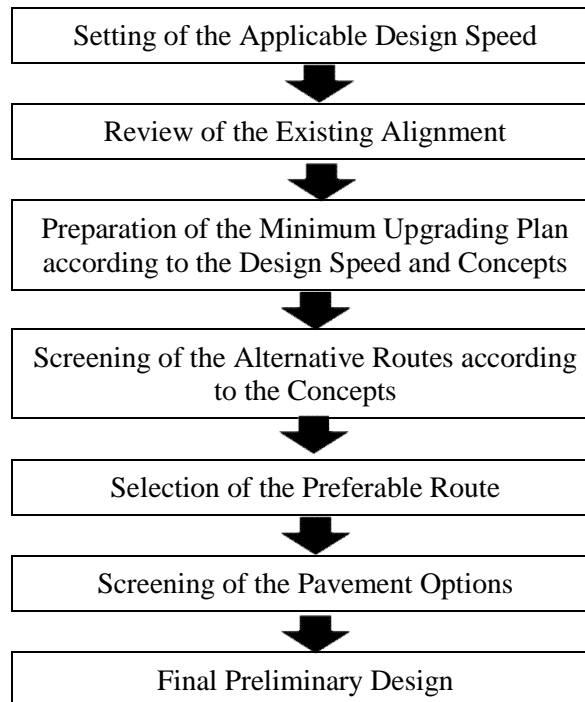 Setting of the Applicable Design Speed
Review of the Existing Alignment
Preparation of the Minimum Upgrading Plan
according to the Design Speed and Concepts
Screening of the Alternative Routes according
to the Concepts
Selection of the Preferable Route
Screening of the Pavement Options
Final Preliminary Design